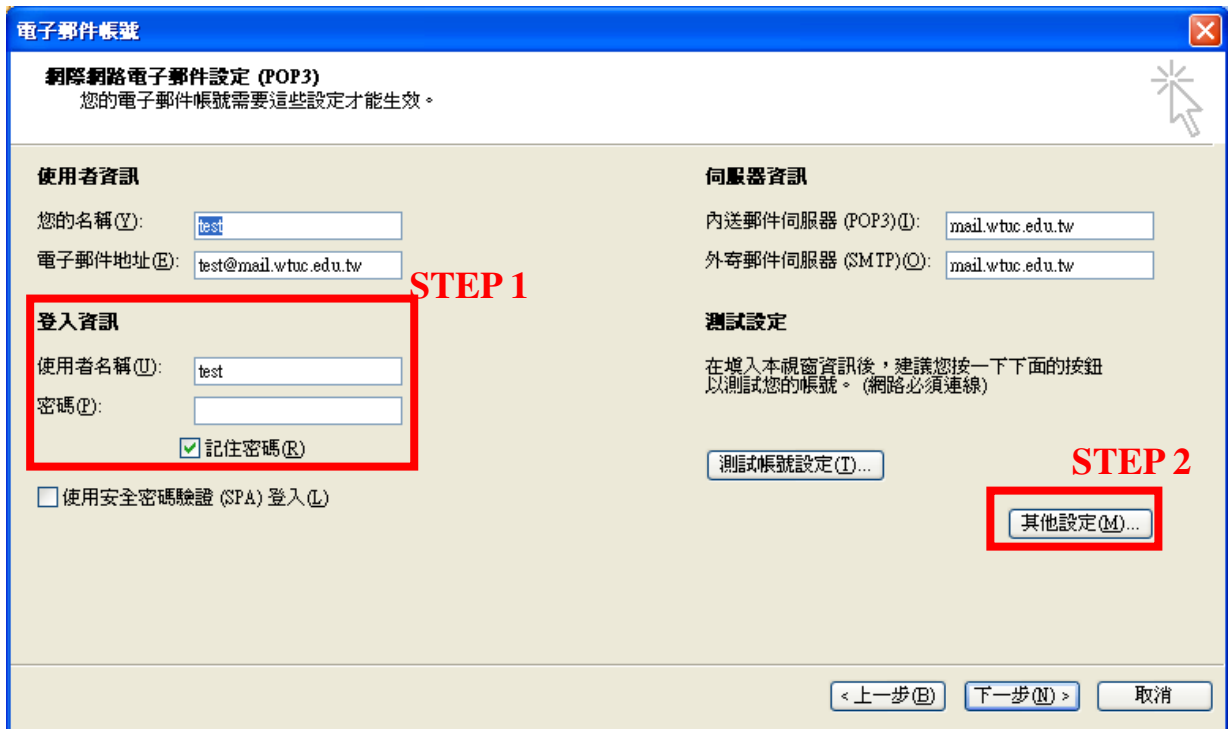 電子郵件帳號
網際網路電子郵件設定 (POP3)
您的電子郵件帳號需要這些設定才能生效。
使用者資訊
您的名稱(Y):
test
電子郵件地址(E):
test@mail.wtuc.edu.tw
STEP 1
登入資訊
使用者名稱(U):
test
密碼(P):
記住密碼(R)
使用安全密碼驗證 (SPA) 登入(L)
伺服器資訊
內送郵件伺服器 (POP3)(I):
mail.wtuc.edu.tw
外寄郵件伺服器 (SMTP)(O):
mail.wtuc.edu.tw
測試設定
在填入本視窗資訊後，建議您按一下下面的按鈕
以測試您的帳號。 (網路必須連線)
測試帳號設定(T)...
STEP 2
其他設定(M)...
< 上一步(B)
下一步(N) >
取消